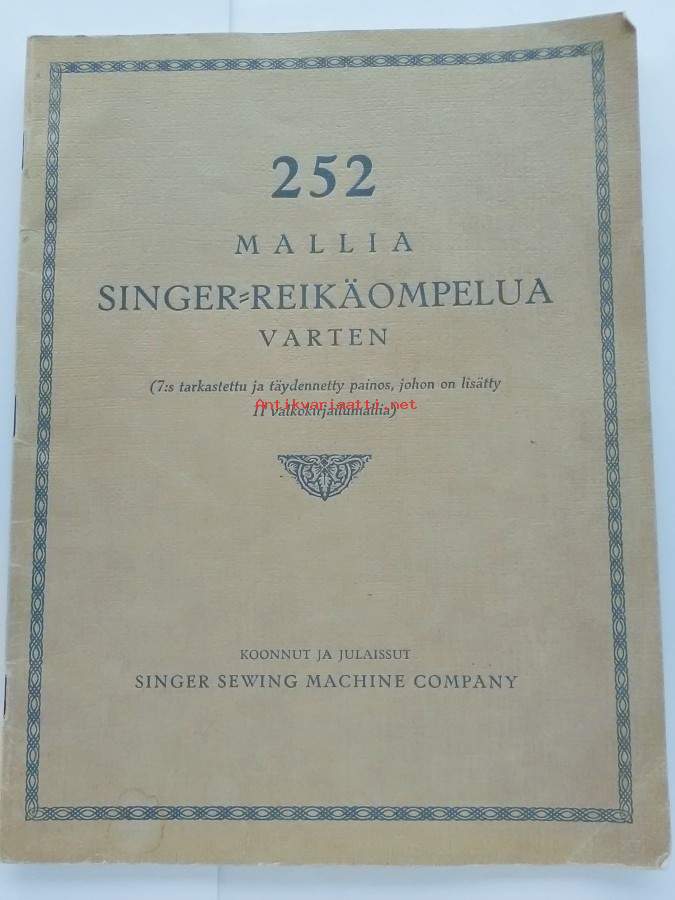 252
MALLIA
SINGER=REIKÄOMPELUA
VARTEN
(7:s tarkastettu ja täydennetty painos, johon on lisätty
Antikvariaatti.net
11 valkokirjailumallia)
KOONNUT JA JULAISSUT
SINGER SEWING MACHINE COMPANY